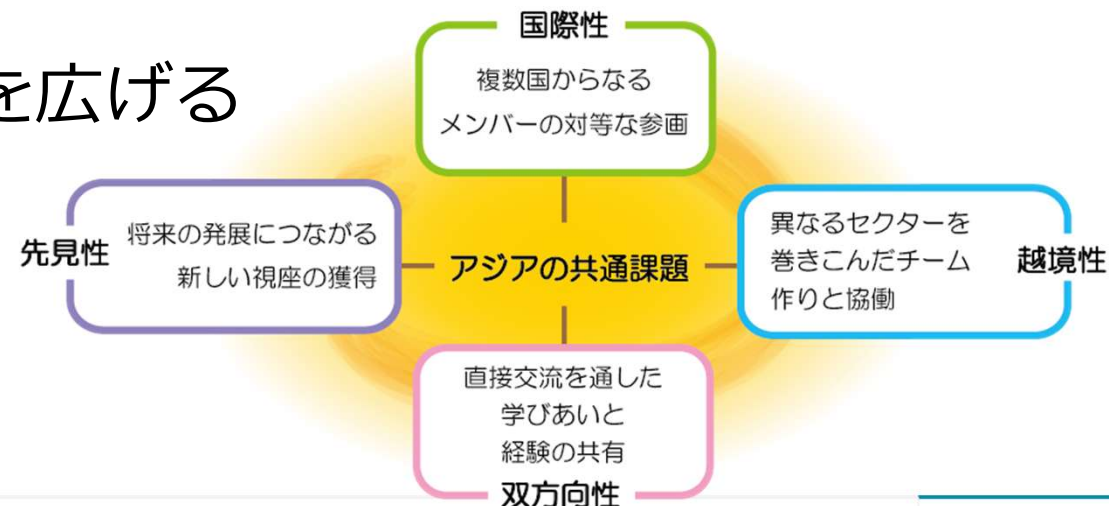 を広げる
国際性
複数国からなる
メンバーの対等な参画
先見性
将来の発展につながる
新しい視座の獲得
アジアの共通課題
異なるセクターを
巻きこんだチーム
作りと協働
越境性
直接交流を通した
学びあいと
経験の共有
双方向性